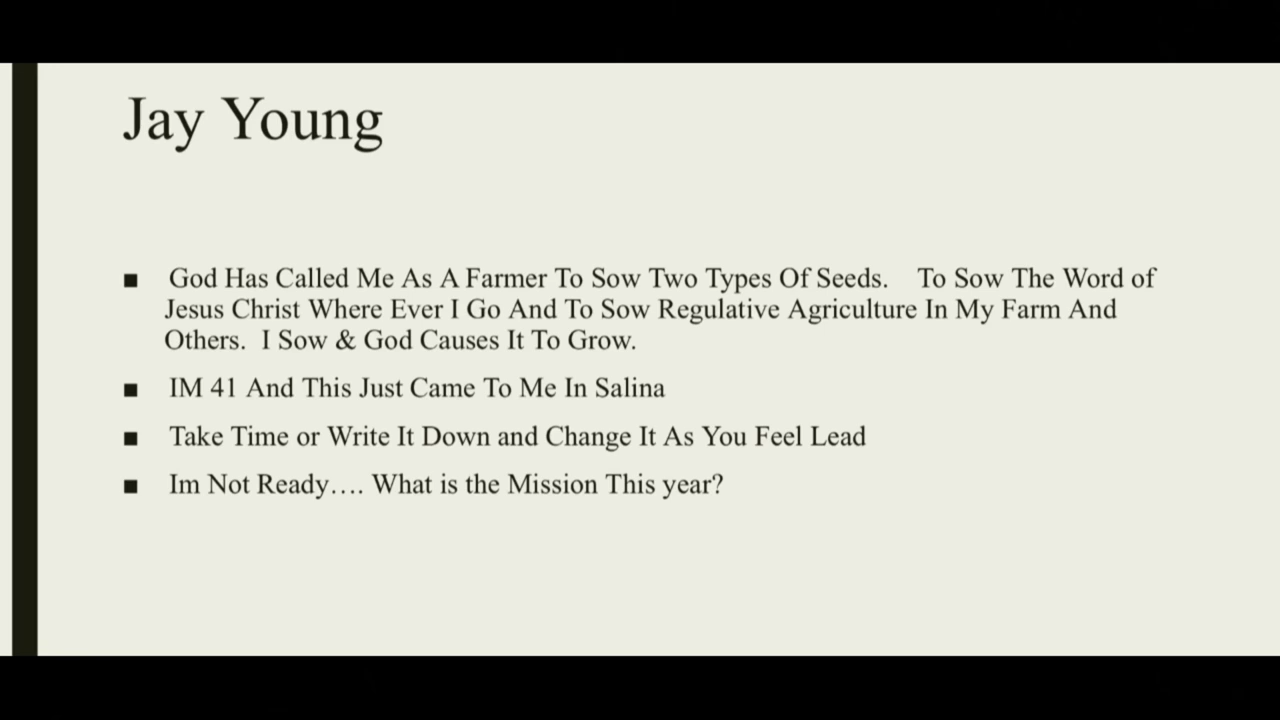 Jay Young
■ God Has Called Me As A Farmer To Sow Two Types Of Seeds. To Sow The Word of
Jesus Christ Where Ever I Go And To Sow Regulative Agriculture In My Farm And
Others. I Sow & God Causes It To Grow.
■ IM 41 And This Just Came To Me In Salina
■ Take Time or Write It Down and Change It As You Feel Lead
■ Im Not Ready…. What is the Mission This year?